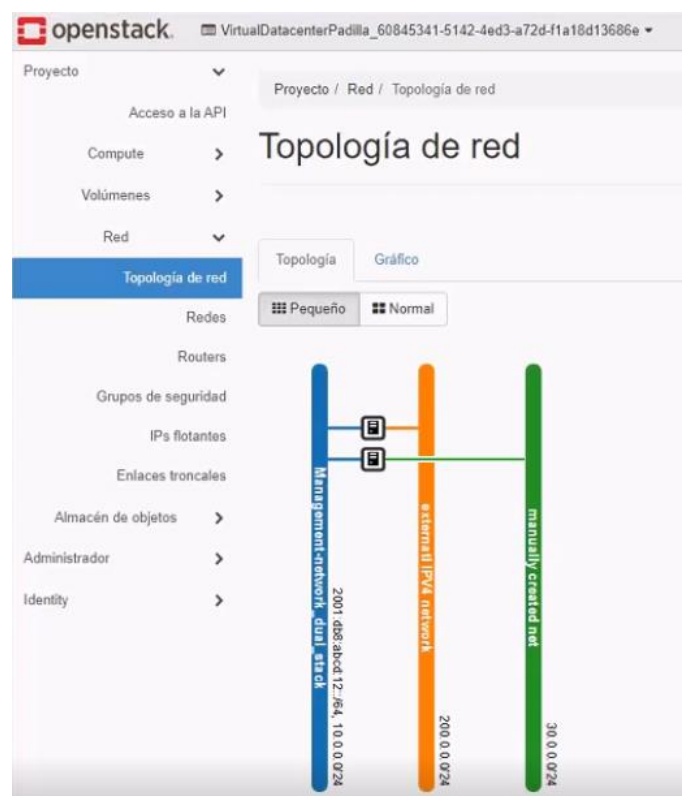 openstack.
VirtualDatacenterPadilla_60845341-5142-4ed3-a72d-f1a18d13686e
Proyecto
Acceso a la API
Compute
Volúmenes
Red
Topología de red
Redes
Routers
Grupos de seguridad
IPs flotantes
Enlaces troncales
Almacén de objetos
Administrador
Identity
Proyecto / Red / Topología de red
Topología de red
Topología
Gráfico
Pequeño
Normal
Management-network_dual_stack
2001:db8:abcd:12::/64, 10.0.0.0/24
externatl IPV4 network
200.0.0.0/24
manually created net
30.0.0.0/24